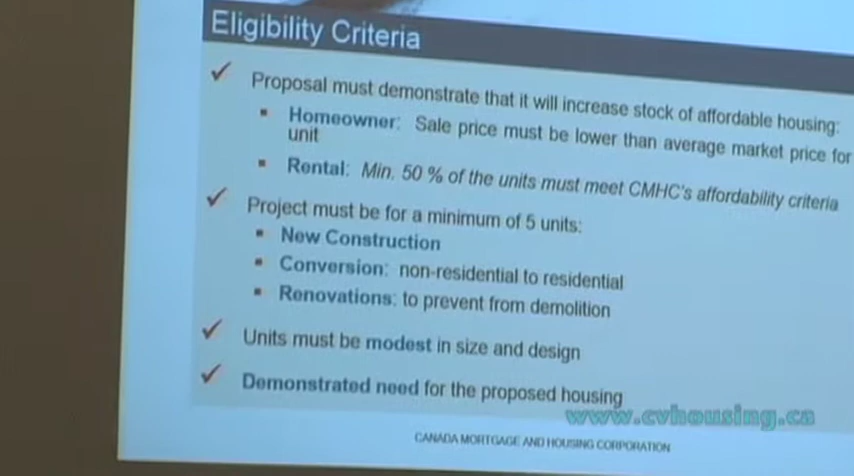 Eligibility Criteria
Proposal must demonstrate that it will increase stock of affordable housing:
Homeowner: Sale price must be lower than average market price for
unit
Rental: Min. 50 % of the units must meet CMHC's affordability criteria
Project must be for a minimum of 5 units:
New Construction
Conversion: non-residential to residential
Renovations: to prevent from demolition
Units must be modest in size and design
Demonstrated need for the proposed housing
www.cvhousing.ca
CANADA MORTGAGE AND HOUSING CORPORATION